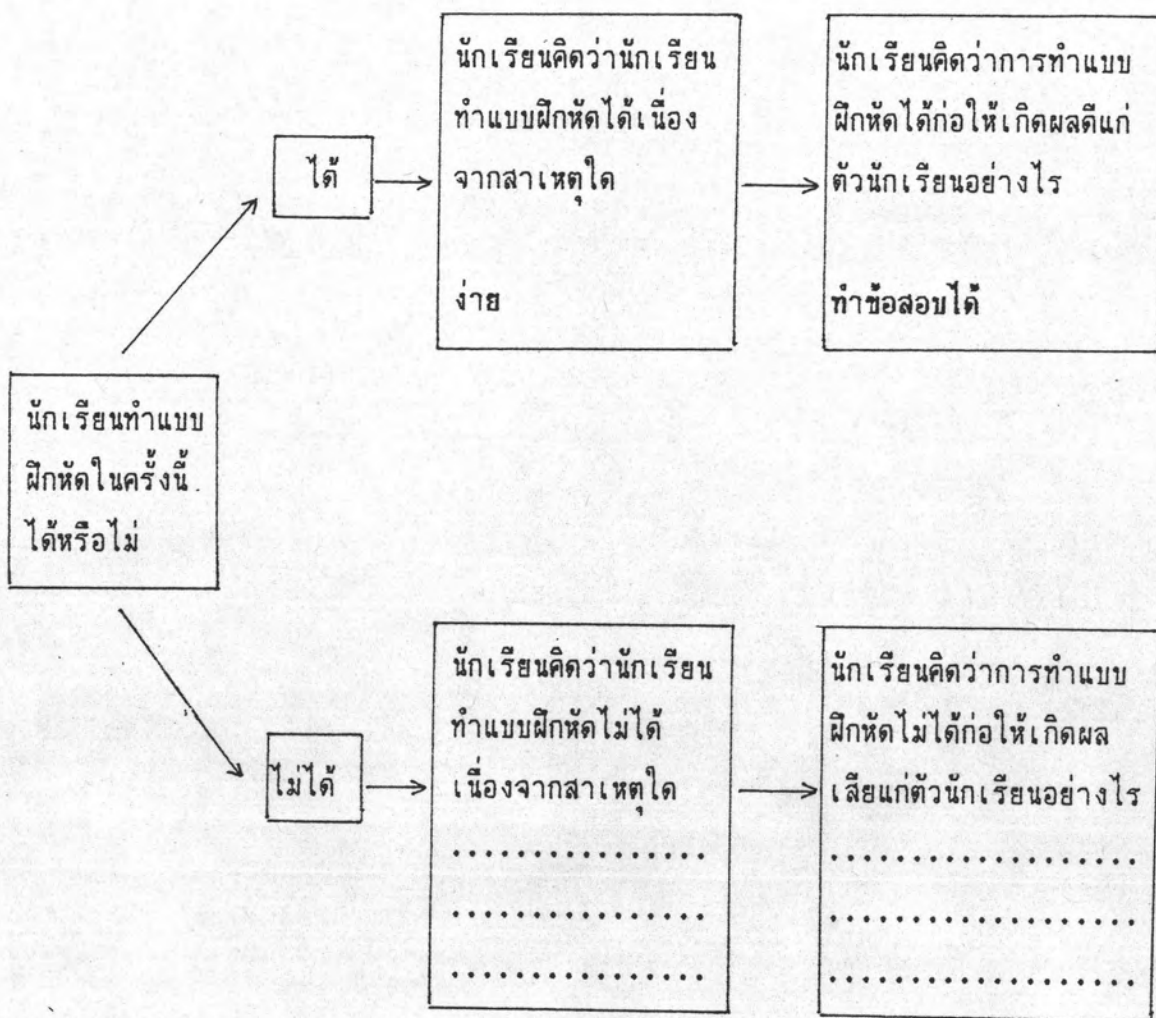 นักเรียนทำแบบ
ฝึกหัดในครั้งนี้
ได้หรือไม่
ได้
นักเรียนคิดว่านักเรียน
ทำแบบฝึกหัดได้เนื่อง
จากสาเหตุใด
ง่าย
นักเรียนคิดว่าการทำแบบ
ฝึกหัดได้ก่อให้เกิดผลดีแก่
ตัวนักเรียนอย่างไร
ทำข้อสอบได้
ไม่ได้
นักเรียนคิดว่านักเรียน
ทำแบบฝึกหัดไม่ได้
เนื่องจากสาเหตุใด
................
................
................
นักเรียนคิดว่าการทำแบบ
ฝึกหัดไม่ได้ก่อให้เกิดผล
เสียแก่ตัวนักเรียนอย่างไร
...................
...................
...................